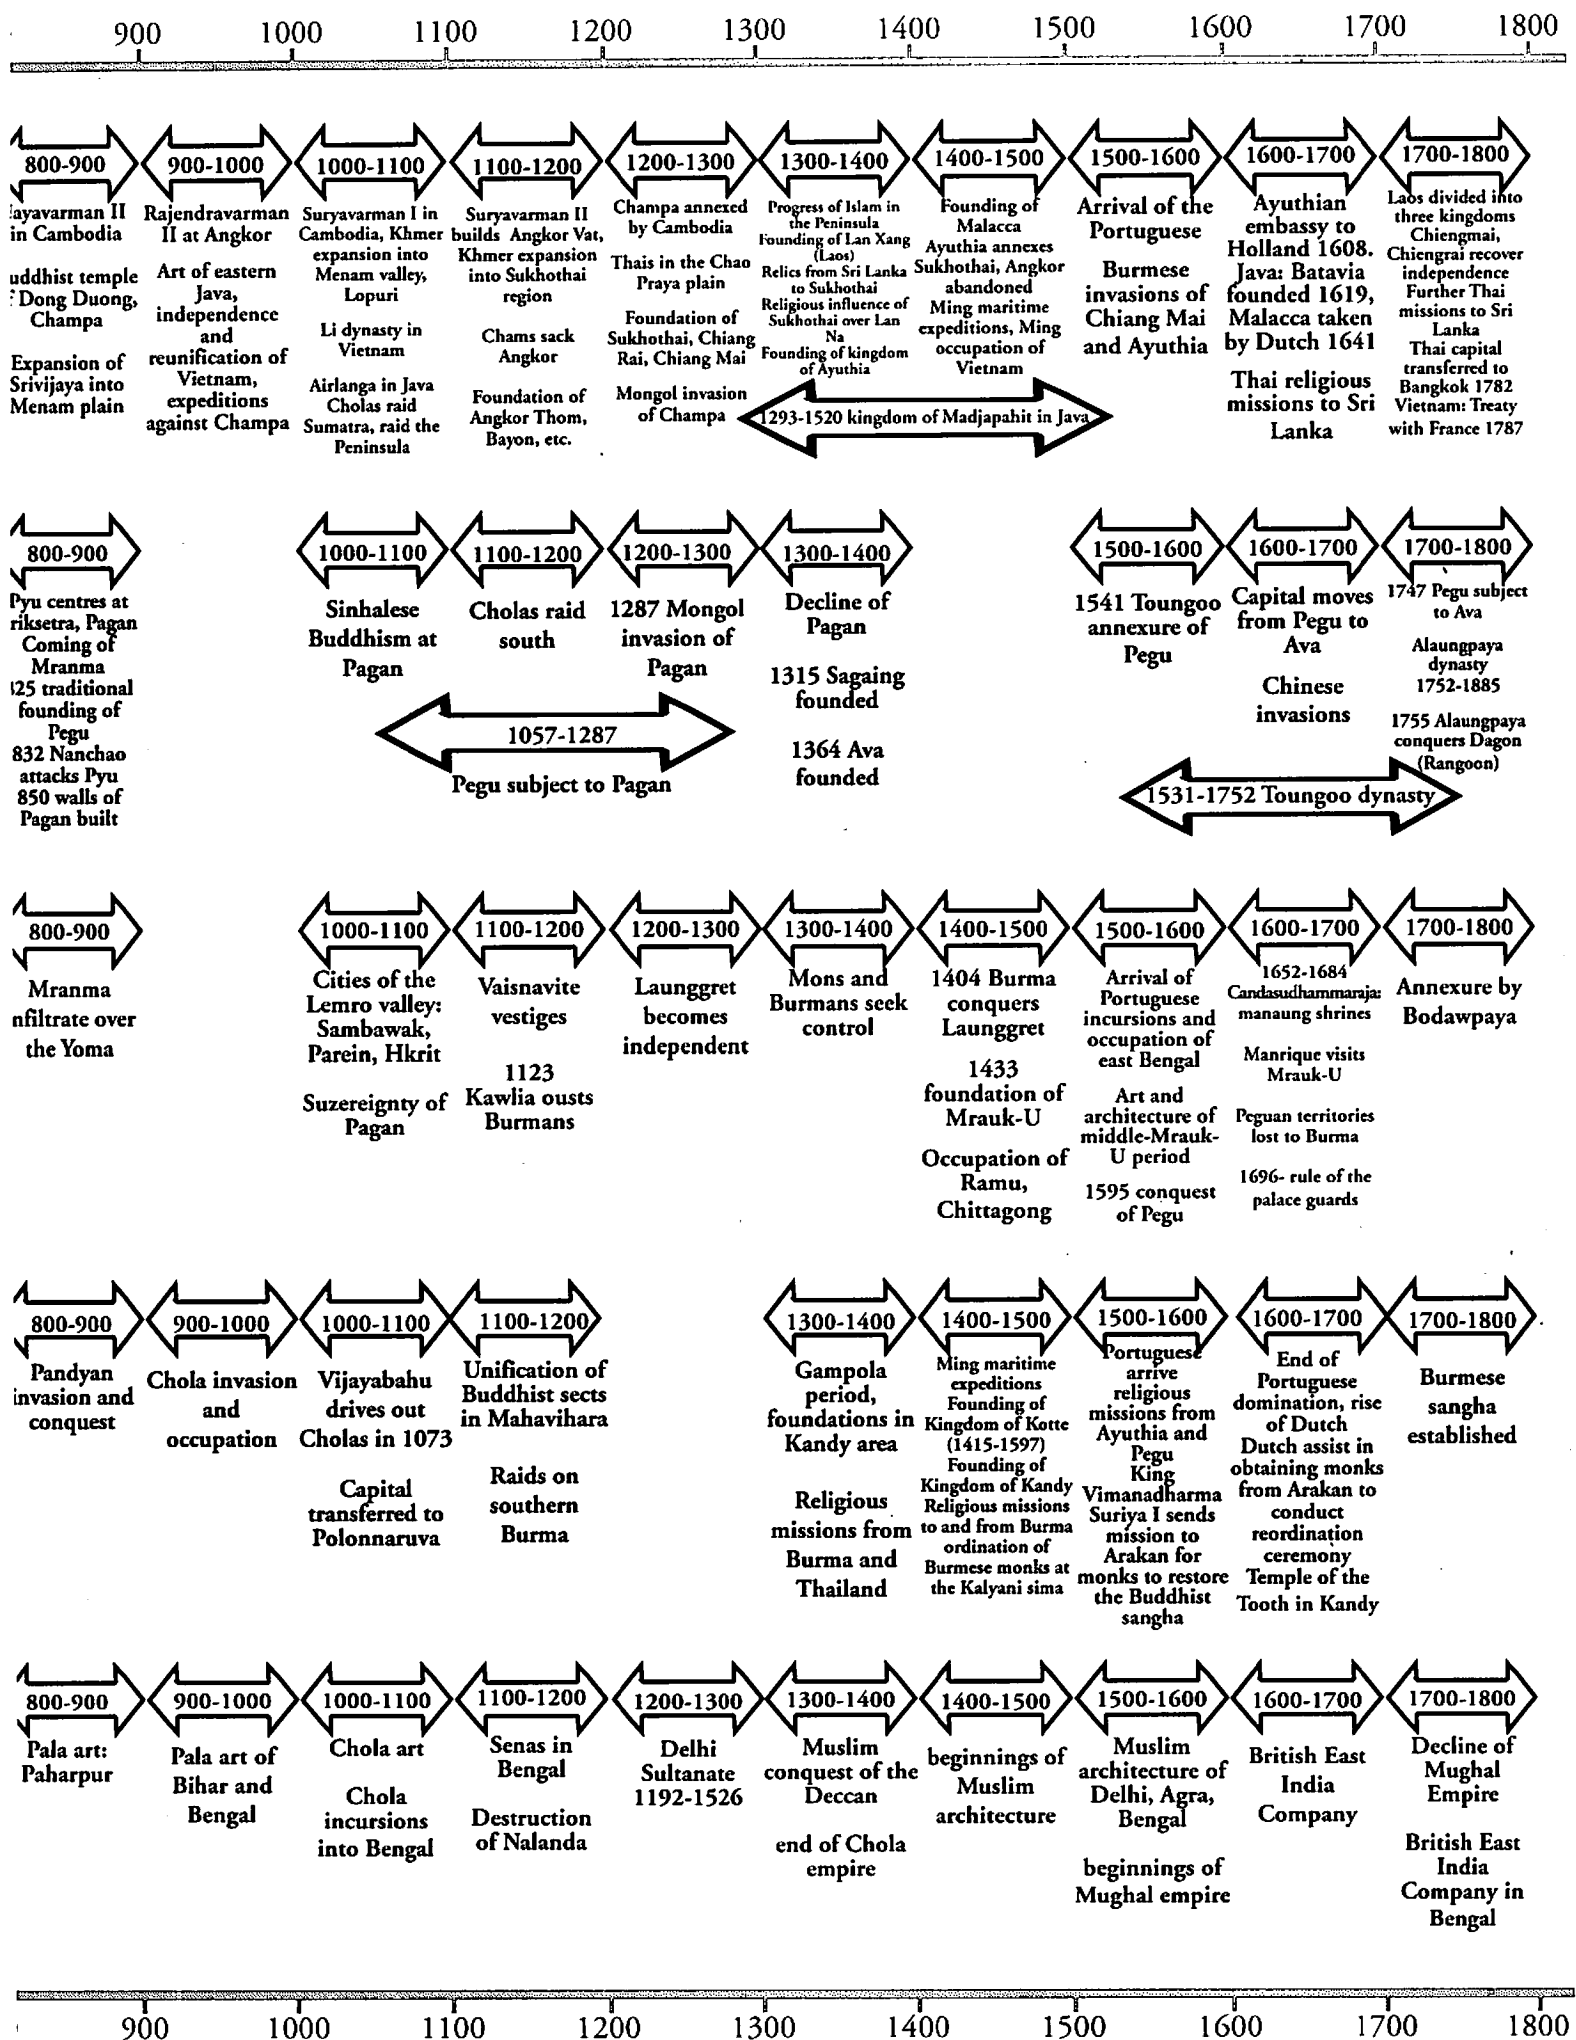 900 1000 1100 1200 1300 1400 1500 1600 1700 1800
800-900
ayavarman II
in Cambodia
uddhist temple
Dong Duong,
Champa
Expansion of
Srivijaya into
Menam plain
900-1000
Rajendravarman
II at Angkor
Art of eastern
Java,
independence
and
reunification of
Vietnam,
expeditions
against Champa
1000-1100
Suryavarman I in
Cambodia, Khmer
expansion into
Menam valley,
Lopuri
Li dynasty in
Vietnam
Airlanga in Java
Cholas raid
Sumatra, raid the
Peninsula
1100-1200
Suryavarman II
builds Angkor Vat,
Khmer expansion
into Sukhothai
region
Chams sack
Angkor
Foundation of
Angkor Thom,
Bayon, etc.
1200-1300
Champa annexed
by Cambodia
Thais in the Chao
Praya plain
Foundation of
Sukhothai, Chiang
Rai, Chiang Mai
Mongol invasion
of Champa
1300-1400
Progress of Islam in
the Peninsula
Founding of Lan Xang
(Laos)
Relics from Sri Lanka
to Sukhothai
Religious influence of
Sukhothai over Lan
Na
Founding of kingdom
of Ayuthia
1400-1500
Founding of
Malacca
Ayuthia annexes
Sukhothai, Angkor
abandoned
Ming maritime
expeditions, Ming
occupation of
Vietnam
1293-1520 kingdom of Madjapahit in Java
1500-1600
Arrival of the
Portuguese
Burmese
invasions of
Chiang Mai
and Ayuthia
1600-1700
Ayuthian
embassy to
Holland 1608.
Java: Batavia
founded 1619,
Malacca taken
by Dutch 1641
Thai religious
missions to Sri
Lanka
1700-1800
Laos divided into
three kingdoms
Chiengmai,
Chiengrai recover
independence
Further Thai
missions to Sri
Lanka
Thai capital
transferred to
Bangkok 1782
Vietnam: Treaty
with France 1787
800-900
Pyu centres at
riksetra, Pagan
Coming of
Mranma
825 traditional
founding of
Pegu
832 Nanchao
attacks Pyu
850 walls of
Pagan built
1000-1100
Sinhalese
Buddhism at
Pagan
1100-1200
Cholas raid
south
1200-1300
1287 Mongol
invasion of
Pagan
1057-1287
Pegu subject to Pagan
1300-1400
Decline of
Pagan
1315 Sagaing
founded
1364 Ava
founded
1500-1600
1541 Toungoo
annexure of
Pegu
1600-1700
Capital moves
from Pegu to
Ava
Chinese
invasions
1700-1800
1747 Pegu subject
to Ava
Alaungpaya
dynasty
1752-1885
1755 Alaungpaya
conquers Dagon
(Rangoon)
1531-1752 Toungoo dynasty
800-900
Mranma
nfiltrate over
the Yoma
1000-1100
Cities of the
Lemro valley:
Sambawak,
Parein, Hkrit
Suzereignty of
Pagan
1100-1200
Vaisnavite
vestiges
1123
Kawlia ousts
Burmans
1200-1300
Launggret
becomes
independent
1300-1400
Mons and
Burmans seek
control
1400-1500
1404 Burma
conquers
Launggret
1433
foundation of
Mrauk-U
Occupation of
Ramu,
Chittagong
1500-1600
Arrival of
Portuguese
incursions and
occupation of
east Bengal
Art and
architecture of
middle-Mrauk-
U period
1595 conquest
of Pegu
1600-1700
1652-1684
Candasudhammaraja:
manaung shrines
Manrique visits
Mrauk-U
Peguan territories
lost to Burma
1696- rule of the
palace guards
1700-1800
Annexure by
Bodawpaya
800-900
Pandyan
invasion and
conquest
900-1000
Chola invasion
and
occupation
1000-1100
Vijayabahu
drives out
Cholas in 1073
Capital
transferred to
Polonnaruva
1100-1200
Unification of
Buddhist sects
in Mahavihara
Raids on
southern
Burma
1300-1400
Gampola
period,
foundations in
Kandy area
Religious
missions from
Burma and
Thailand
1400-1500
Ming maritime
expeditions
Founding of
Kingdom of Kotte
(1415-1597)
Founding of
Kingdom of Kandy
Religious missions
to and from Burma
ordination of
Burmese monks at
the Kalyani sima
1500-1600
Portuguese
arrive
religious
missions from
Ayuthia and
Pegu
King
Vimanadharma
Suriya I sends
mission to
Arakan for
monks to restore
the Buddhist
sangha
1600-1700
End of
Portuguese
domination, rise
of Dutch
Dutch assist in
obtaining monks
from Arakan to
conduct
reordination
ceremony
Temple of the
Tooth in Kandy
1700-1800
Burmese
sangha
established
800-900
Pala art:
Paharpur
900-1000
Pala art of
Bihar and
Bengal
1000-1100
Chola art
Chola
incursions
into Bengal
1100-1200
Senas in
Bengal
Destruction
of Nalanda
1200-1300
Delhi
Sultanate
1192-1526
1300-1400
Muslim
conquest of the
Deccan
end of Chola
empire
1400-1500
beginnings of
Muslim
architecture
1500-1600
Muslim
architecture of
Delhi, Agra,
Bengal
beginnings of
Mughal empire
1600-1700
British East
India
Company
1700-1800
Decline of
Mughal
Empire
British East
India
Company in
Bengal
900 1000 1100 1200 1300 1400 1500 1600 1700 1800